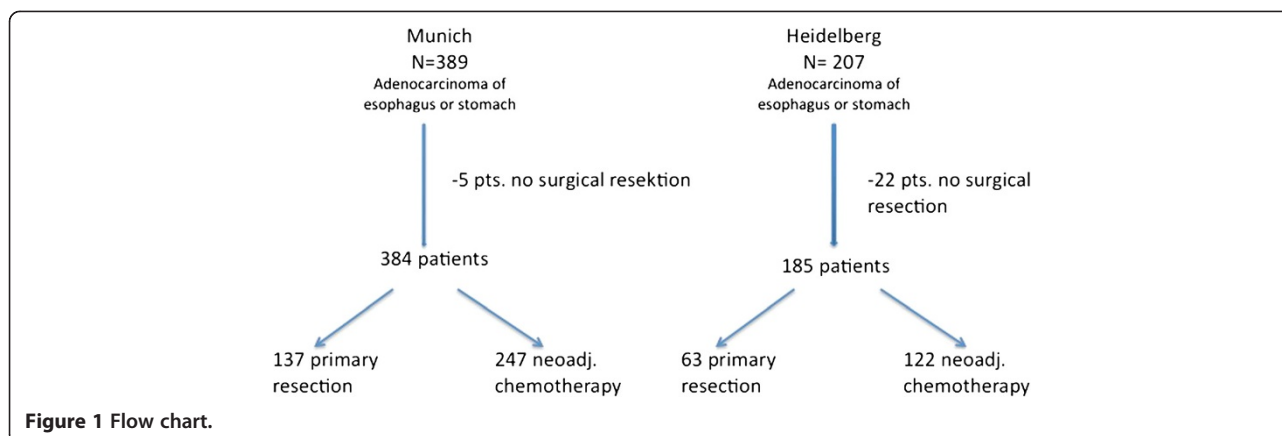 Munich
N=389
Adenocarcinoma of
esophagus or stomach
-5 pts. no surgical resektion
384 patients
137 primary
resection
247 neoadj.
chemotherapy
Heidelberg
N= 207
Adenocarcinoma of
esophagus or stomach
-22 pts. no surgical
resection
185 patients
63 primary
resection
122 neoadj.
chemotherapy
Figure 1 Flow chart.